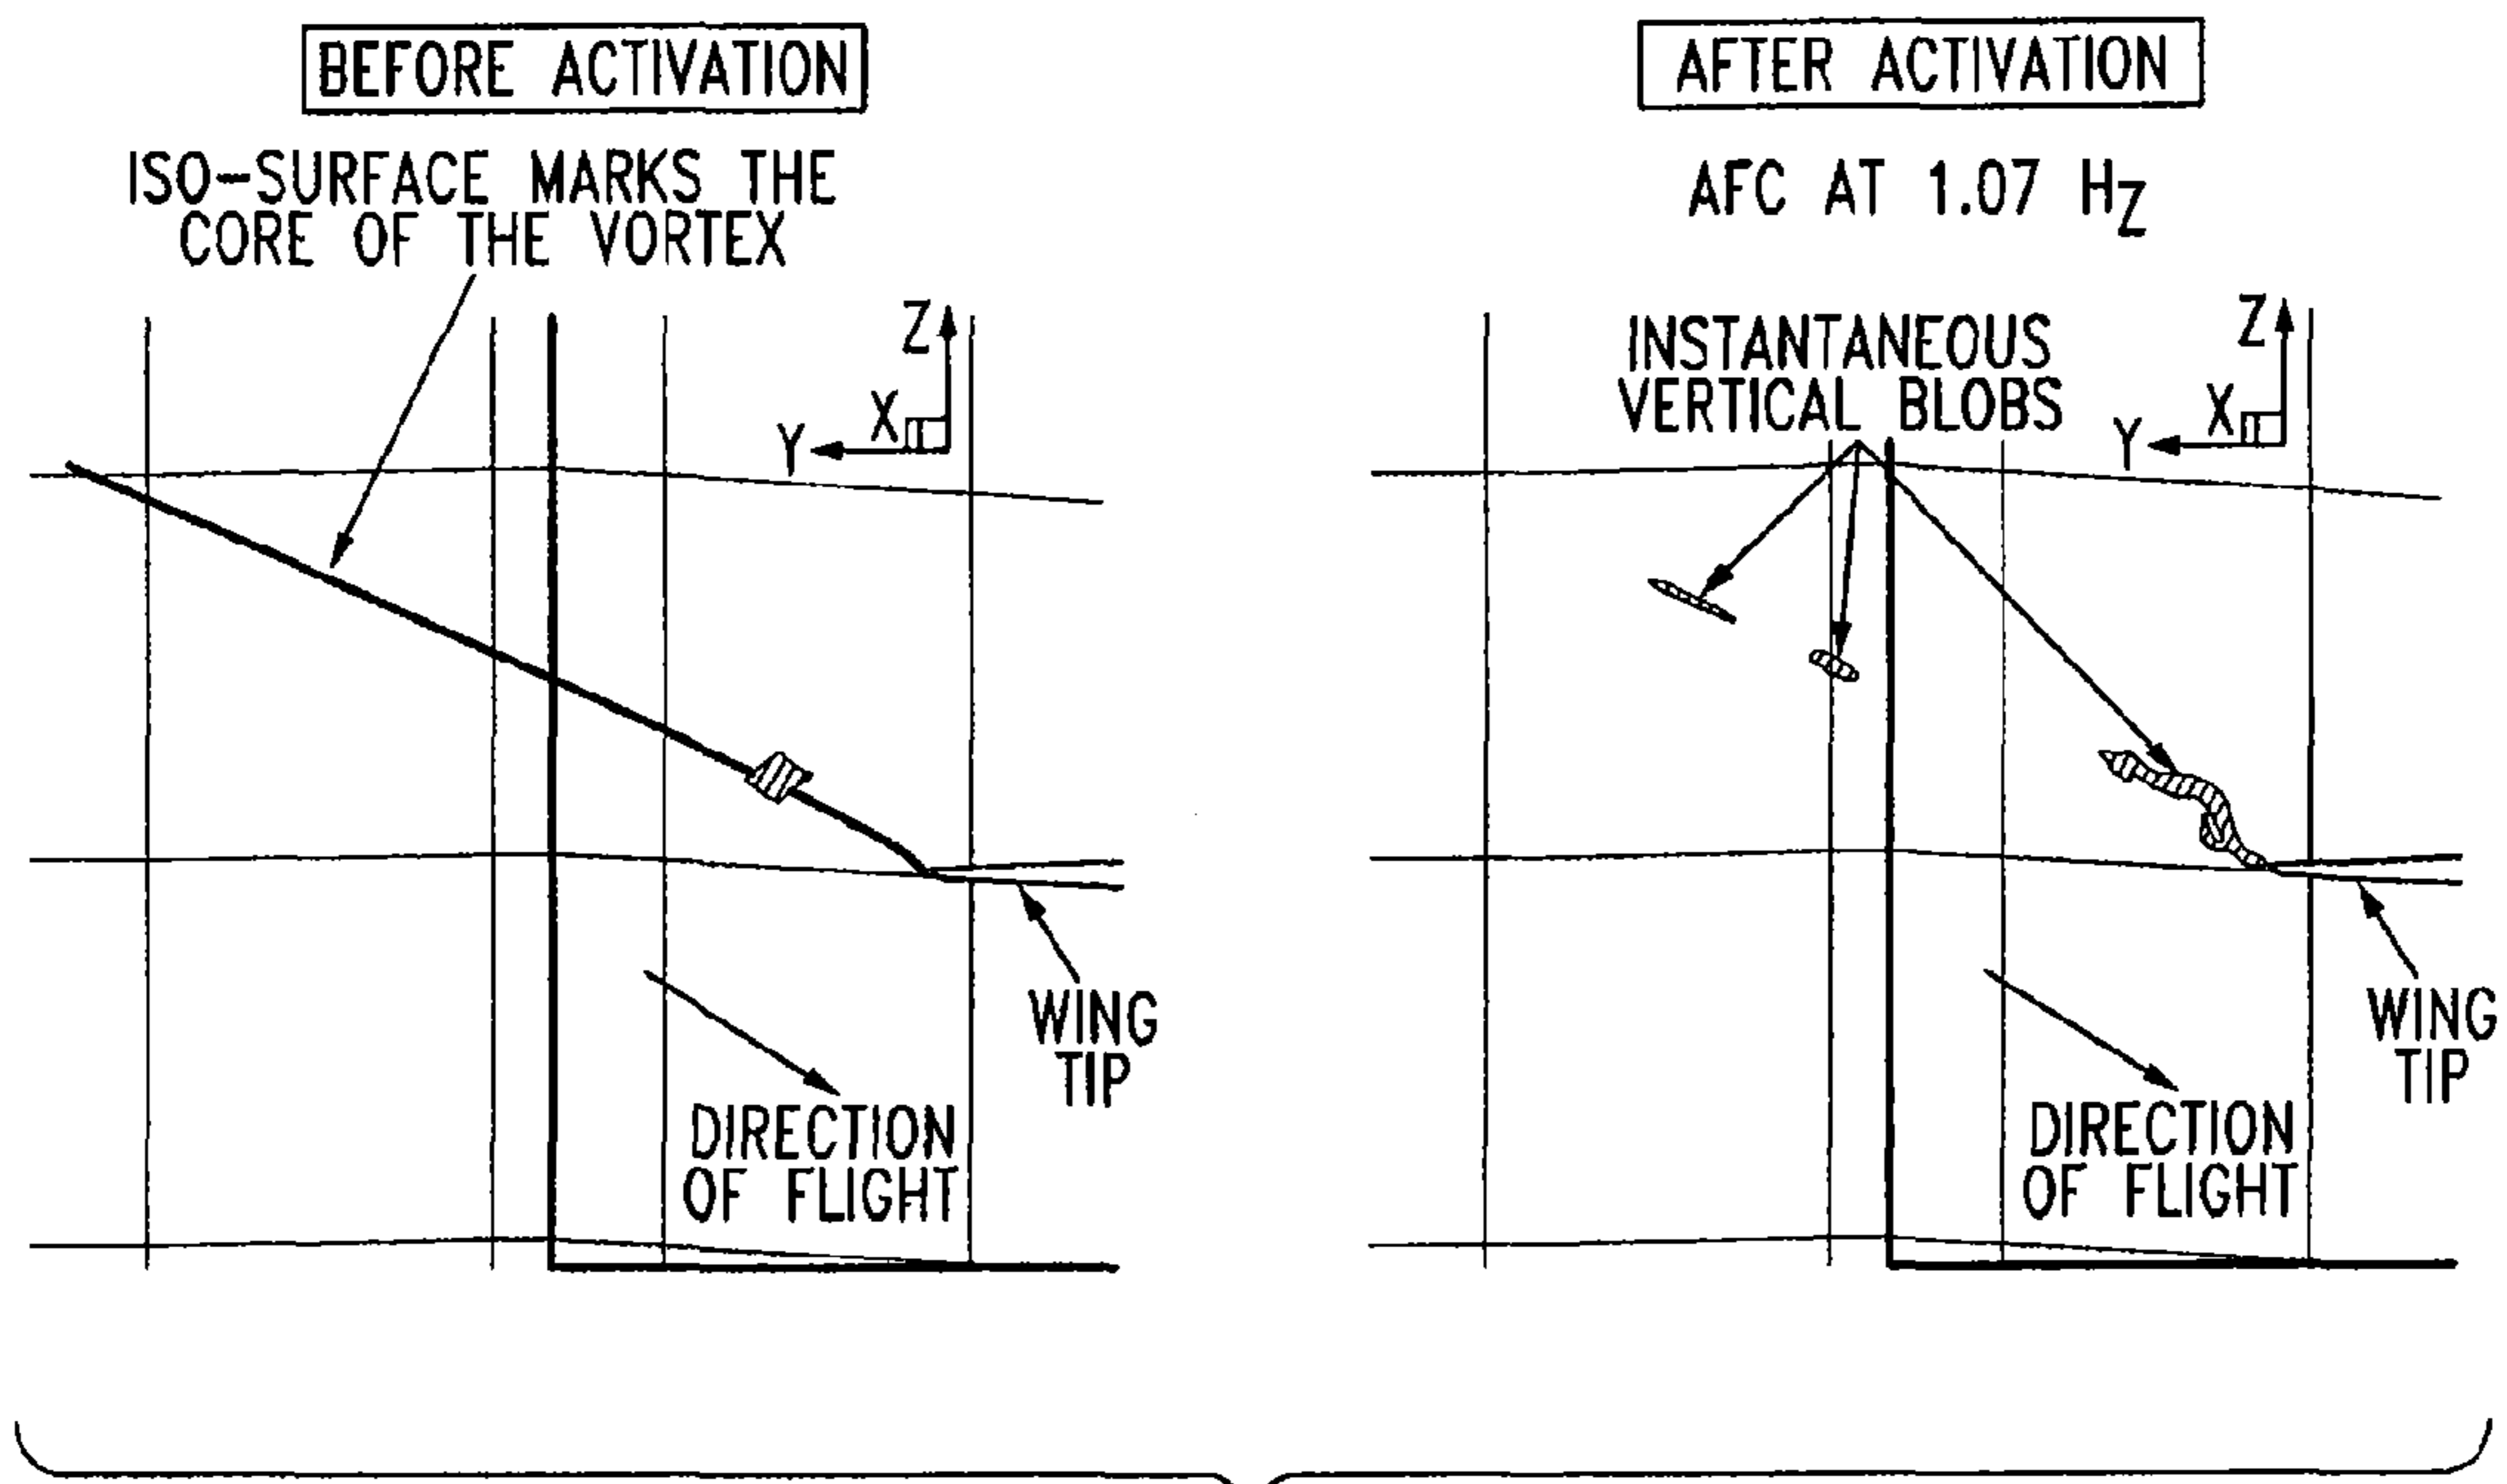 BEFORE ACTIVATION
ISO-SURFACE MARKS THE
CORE OF THE VORTEX
Z
X
Y
WING
TIP
DIRECTION
OF FLIGHT
AFTER ACTIVATION
AFC AT 1.07 HZ
INSTANTANEOUS
VERTICAL BLOBS
Z
X
Y
WING
TIP
DIRECTION
OF FLIGHT